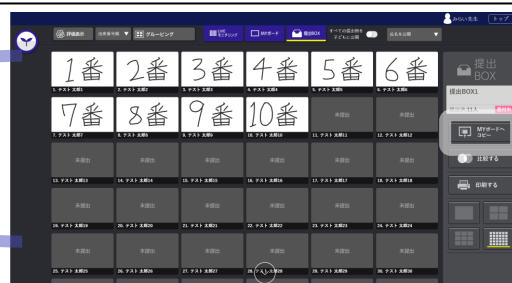 みらい先生 トップ
評価表示 出席番号順 ▼ グループピング LIVEモニタリング MYボード 提出BOX すべての提出物を子どもに公開 氏名を公開 ▼
1番 2番 3番 4番 5番 6番
1. テスト 太郎1 2. テスト 太郎2 3. テスト 太郎3 4. テスト 太郎4 5. テスト 太郎5 6. テスト 太郎6
7番 8番 9番 10番 未提出 未提出
7. テスト 太郎7 8. テスト 太郎8 9. テスト 太郎9 10. テスト 太郎10 11. テスト 太郎11 12. テスト 太郎12
未提出 未提出 未提出 未提出 未提出 未提出
13. テスト 太郎13 14. テスト 太郎14 15. テスト 太郎15 16. テスト 太郎16 17. テスト 太郎17 18. テスト 太郎18
未提出 未提出 未提出 未提出 未提出 未提出
19. テスト 太郎19 20. テスト 太郎20 21. テスト 太郎21 22. テスト 太郎22 23. テスト 太郎23 24. テスト 太郎24
未提出 未提出 未提出 未提出 未提出 未提出
25. テスト 太郎25 26. テスト 太郎26 27. テスト 太郎27 28. テスト 太郎28 29. テスト 太郎29 30. テスト 太郎30
提出
BOX
提出BOX1
11人
MYボードへ
コピー
比較する
印刷する